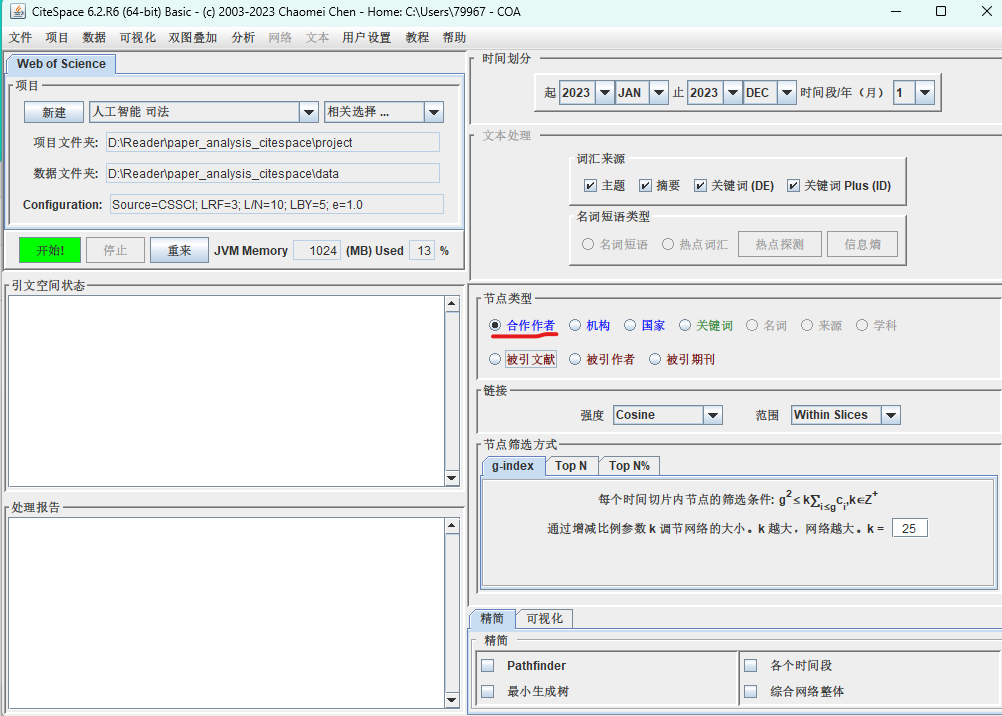 CiteSpace 6.2.R6 (64-bit) Basic - (c) 2003-2023 Chaomei Chen - Home: C:\Users\79967 - COA
文件 项目 数据 可视化 双图叠加 分析 网络 文本 用户设置 教程 帮助
Web of Science
项目
新建 人工智能 司法 相关选择 ...
项目文件夹: D:\Reader\paper_analysis_citespace\project
数据文件夹: D:\Reader\paper_analysis_citespace\data
Configuration: Source=CSSCI; LRF=3; L/N=10; LBY=5; e=1.0
开始! 停止 重来 JVM Memory 1024 (MB) Used 13 %
引文空间状态
处理报告
时间划分
起 2023 JAN 止 2023 DEC 时间段/年（月） 1
文本处理
词汇来源
主题 摘要 关键词 (DE) 关键词 Plus (ID)
名词短语类型
名词短语 热点词汇 热点探测 信息熵
节点类型
合作作者 机构 国家 关键词 名词 来源 学科
被引文献 被引作者 被引期刊
链接
强度 Cosine 范围 Within Slices
节点筛选方式
g-index Top N Top N%
每个时间切片内节点的筛选条件: g²≤ k∑i≤gci,k∈Z⁺
通过增减比例参数 k 调节网络的大小。k 越大，网络越大。k = 25
精简 可视化
精简
Pathfinder 各个时间段
最小生成树 综合网络整体